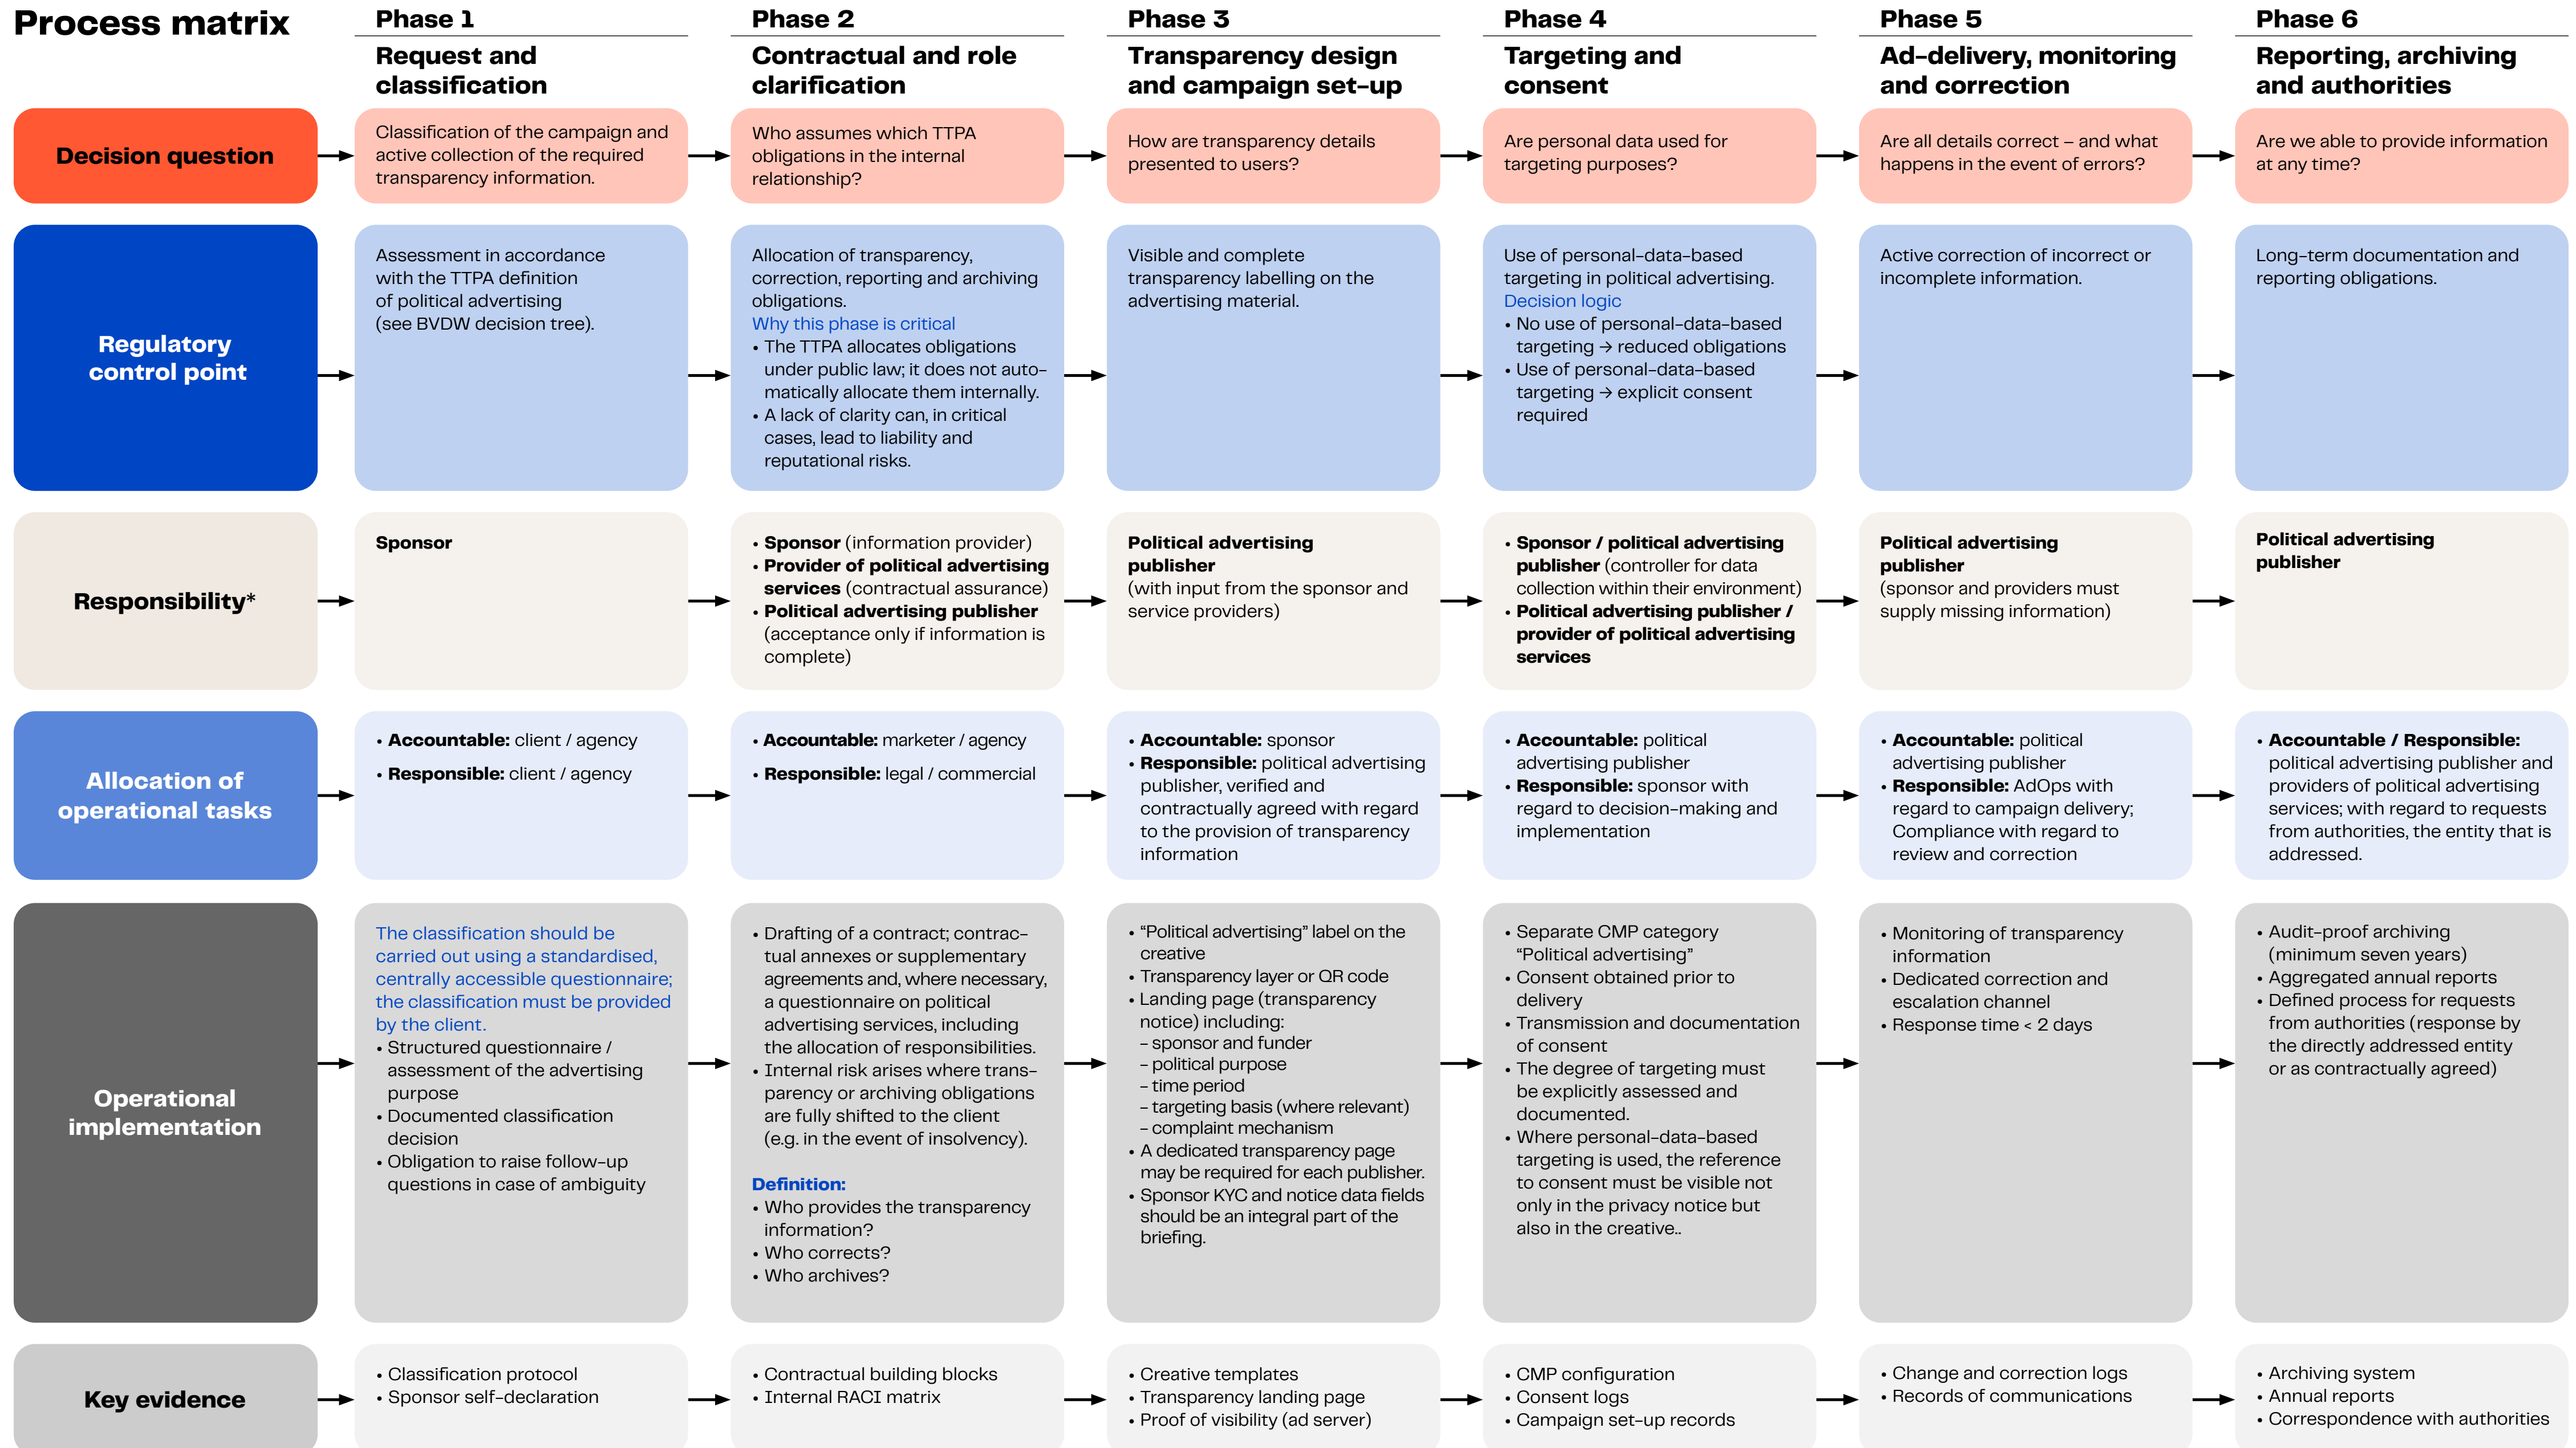 Process matrix
Phase 1
Request and
classification
Phase 2
Contractual and role
clarification
Phase 3
Transparency design
and campaign set-up
Phase 4
Targeting and
consent
Phase 5
Ad-delivery, monitoring
and correction
Phase 6
Reporting, archiving
and authorities
Decision question
Classification of the campaign and
active collection of the required
transparency information.
Who assumes which TTPA
obligations in the internal
relationship?
How are transparency details
presented to users?
Are personal data used for
targeting purposes?
Are all details correct – and what
happens in the event of errors?
Are we able to provide information
at any time?
Regulatory
control point
Assessment in accordance
with the TTPA definition
of political advertising
(see BVDW decision tree).
Allocation of transparency,
correction, reporting and archiving
obligations.
Why this phase is critical
• The TTPA allocates obligations
under public law; it does not auto-
matically allocate them internally.
• A lack of clarity can, in critical
cases, lead to liability and
reputational risks.
Visible and complete
transparency labelling on the
advertising material.
Use of personal-data-based
targeting in political advertising.
Decision logic
• No use of personal-data-based
targeting → reduced obligations
• Use of personal-data-based
targeting → explicit consent
required
Active correction of incorrect or
incomplete information.
Long-term documentation and
reporting obligations.
Responsibility*
Sponsor
• Sponsor (information provider)
• Provider of political advertising
services (contractual assurance)
• Political advertising publisher
(acceptance only if information is
complete)
Political advertising
publisher
(with input from the sponsor and
service providers)
• Sponsor / political advertising
publisher (controller for data
collection within their environment)
• Political advertising publisher /
provider of political advertising
services
Political advertising
publisher
(sponsor and providers must
supply missing information)
Political advertising
publisher
Allocation of
operational tasks
• Accountable: client / agency
• Responsible: client / agency
• Accountable: marketer / agency
• Responsible: legal / commercial
• Accountable: sponsor
• Responsible: political advertising
publisher, verified and
contractually agreed with regard
to the provision of transparency
information
• Accountable: political
advertising publisher
• Responsible: sponsor with
regard to decision-making and
implementation
• Accountable: political
advertising publisher
• Responsible: AdOps with
regard to campaign delivery;
Compliance with regard to
review and correction
• Accountable / Responsible:
political advertising publisher and
providers of political advertising
services; with regard to requests
from authorities, the entity that is
addressed.
Operational
implementation
The classification should be
carried out using a standardised,
centrally accessible questionnaire;
the classification must be provided
by the client.
• Structured questionnaire /
assessment of the advertising
purpose
• Documented classification
decision
• Obligation to raise follow-up
questions in case of ambiguity
• Drafting of a contract; contrac-
tual annexes or supplementary
agreements and, where necessary,
a questionnaire on political
advertising services, including
the allocation of responsibilities.
• Internal risk arises where trans-
parency or archiving obligations
are fully shifted to the client
(e.g. in the event of insolvency).
Definition:
• Who provides the transparency
information?
• Who corrects?
• Who archives?
• “Political advertising” label on the
creative
• Transparency layer or QR code
• Landing page (transparency
notice) including:
– sponsor and funder
– political purpose
– time period
– targeting basis (where relevant)
– complaint mechanism
• A dedicated transparency page
may be required for each publisher.
• Sponsor KYC and notice data fields
should be an integral part of the
briefing.
• Separate CMP category
“Political advertising”
• Consent obtained prior to
delivery
• Transmission and documentation
of consent
• The degree of targeting must
be explicitly assessed and
documented.
• Where personal-data-based
targeting is used, the reference
to consent must be visible not
only in the privacy notice but
also in the creative..
• Monitoring of transparency
information
• Dedicated correction and
escalation channel
• Response time < 2 days
• Audit-proof archiving
(minimum seven years)
• Aggregated annual reports
• Defined process for requests
from authorities (response by
the directly addressed entity
or as contractually agreed)
Key evidence
• Classification protocol
• Sponsor self-declaration
• Contractual building blocks
• Internal RACI matrix
• Creative templates
• Transparency landing page
• Proof of visibility (ad server)
• CMP configuration
• Consent logs
• Campaign set-up records
• Change and correction logs
• Records of communications
• Archiving system
• Annual reports
• Correspondence with authorities